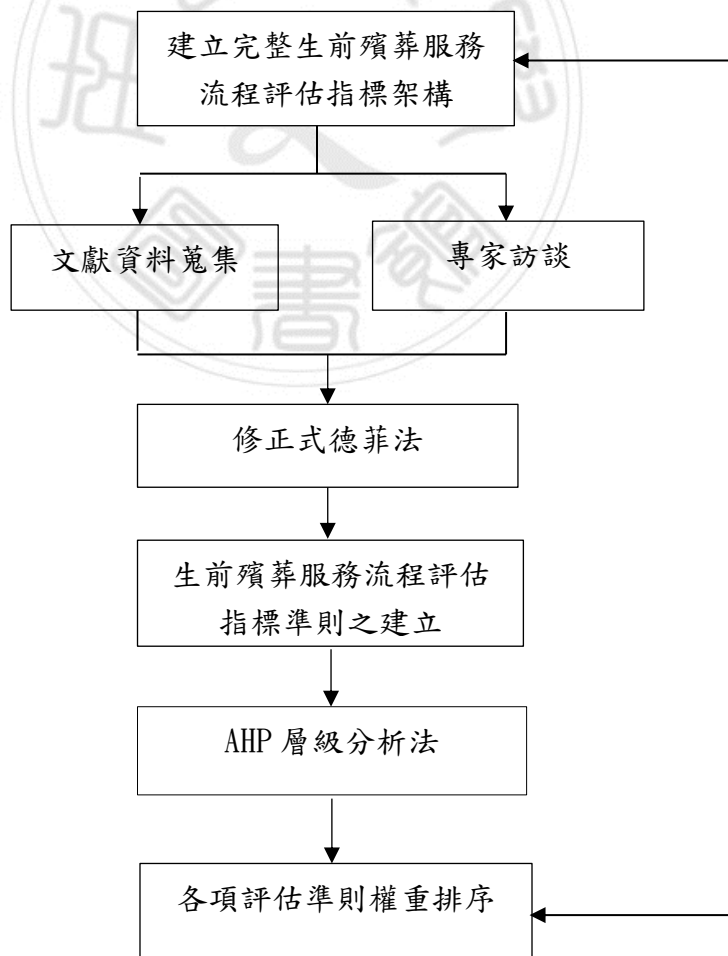 建立完整生前殯葬服務
流程評估指標架構
文獻資料蒐集
專家訪談
修正式德菲法
生前殯葬服務流程評估
指標準則之建立
AHP 層級分析法
各項評估準則權重排序